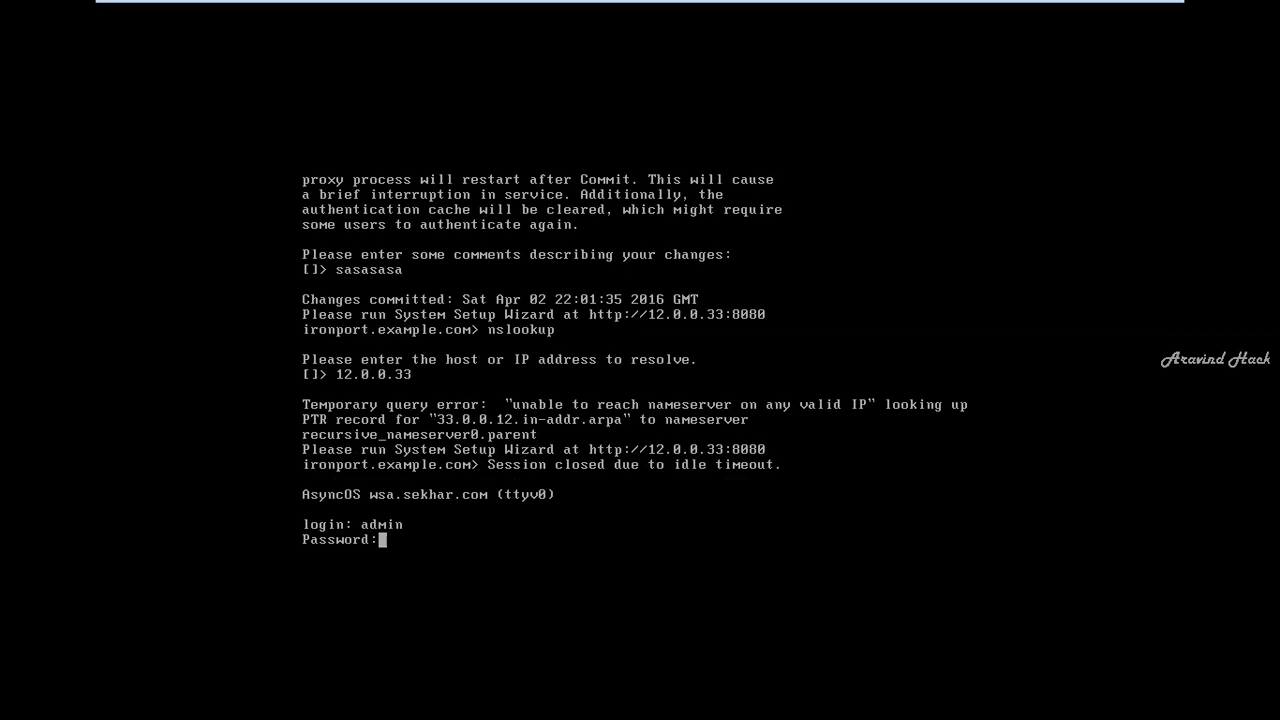 proxy process will restart after Commit. This will cause
a brief interruption in service. Additionally, the
authentication cache will be cleared, which might require
some users to authenticate again.
Please enter some comments describing your changes:
[]> sasasasa
Changes committed: Sat Apr 02 22:01:35 2016 GMT
Please run System Setup Wizard at http://12.0.0.33:8080
ironport.example.com> nslookup
Please enter the host or IP address to resolve.
[]> 12.0.0.33
Temporary query error:  "unable to reach nameserver on any valid IP" looking up
PTR record for "33.0.0.12.in-addr.arpa" to nameserver
recursive_nameserver0.parent
Please run System Setup Wizard at http://12.0.0.33:8080
ironport.example.com> Session closed due to idle timeout.
AsyncOS wsa.sekhar.com (ttyv0)
login: admin
Password:
Aravind Hack